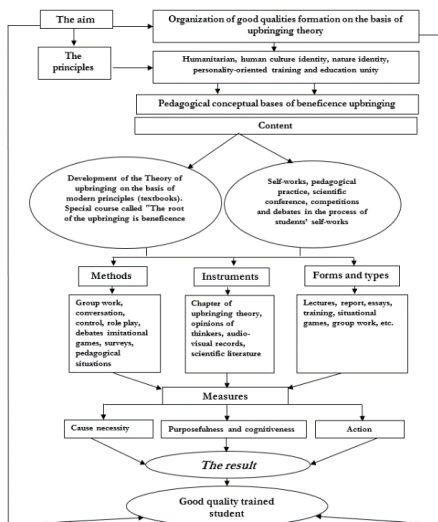 The aim
Organization of good qualities formation on the basis of
upbringing theory
The
principles
Humanitarian, human culture identity, nature identity,
personality-oriented training and education unity
Pedagogical conceptual bases of beneficence upbringing
Content
Development of the Theory of
upbringing on the basis of
modern principles (textbooks).
Special course called "The root
of the upbringing is beneficence
Self-works, pedagogical
practice, scientific
conference, competitions
and debates in the process of
students' self-works
Methods
Instruments
Forms and types
Group work,
conversation,
control, role play,
debates imitational
games, surveys,
pedagogical
situations
Chapter of
upbringing theory,
opinions of
thinkers, audio-
visual records,
scientific literature
Lectures, report, essays,
training, situational
games, group work, etc.
Measures
Cause necessity
Purposefulness and cognitiveness
Action
The result
Good quality trained
student